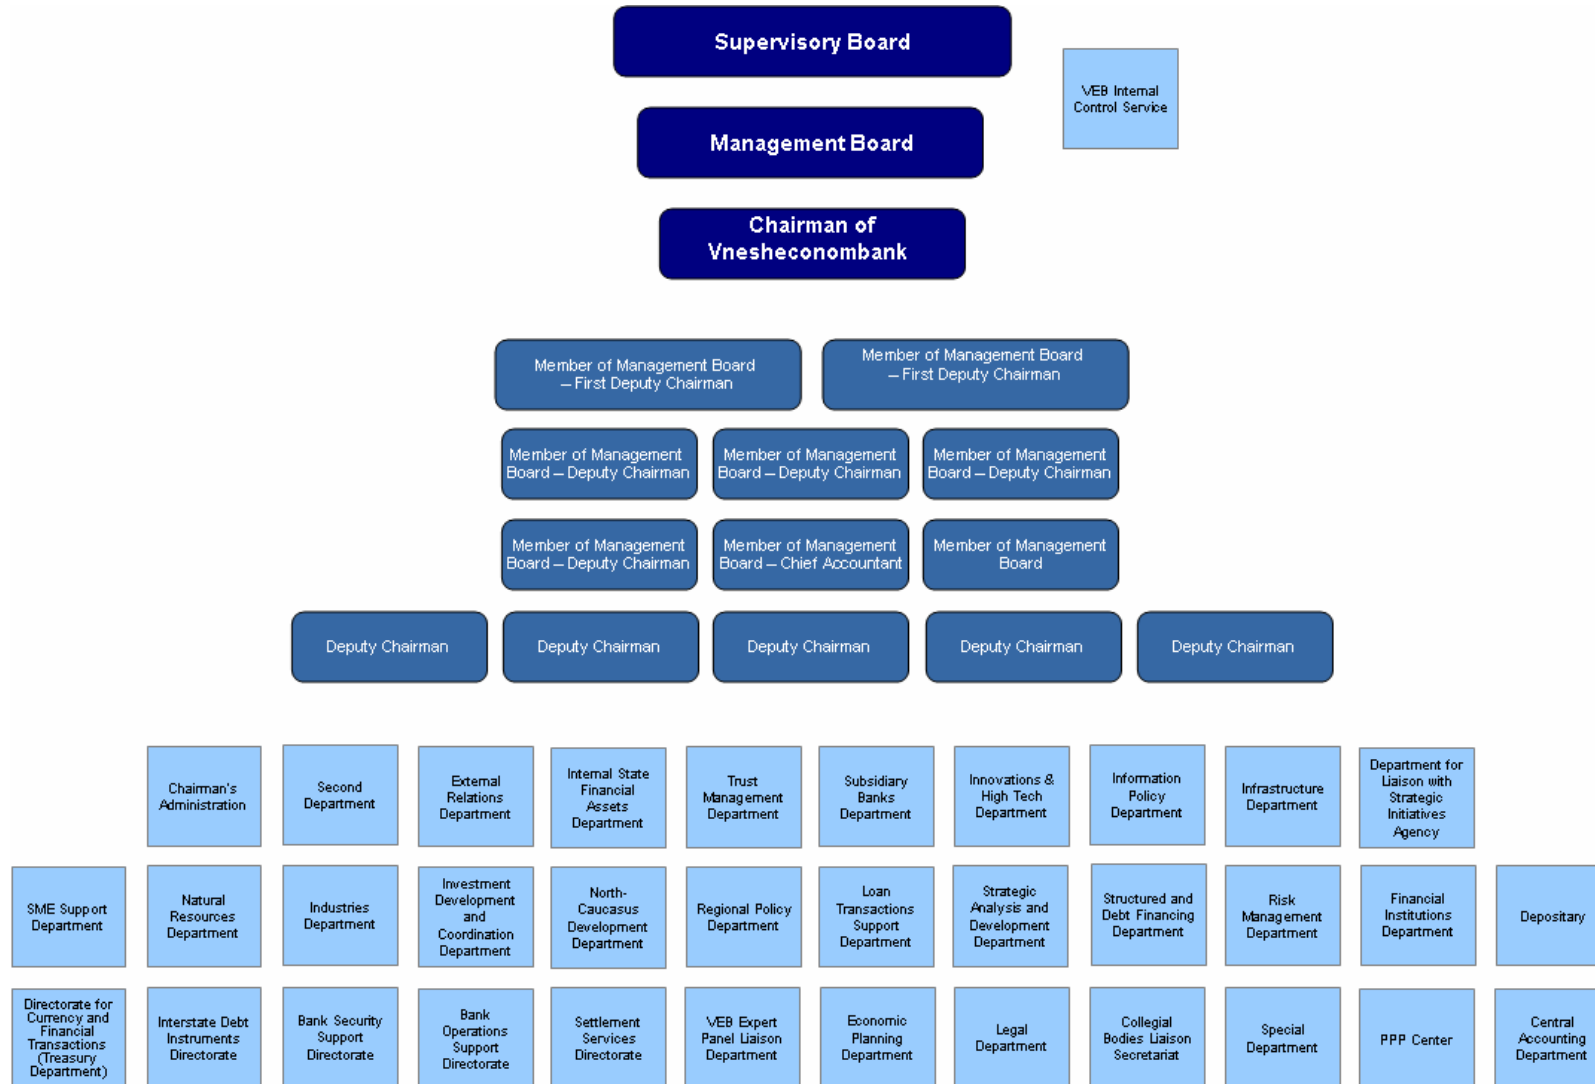 Supervisory Board
VEB Internal
Control Service
Management Board
Chairman of
Vnesheconombank
Member of Management Board
– First Deputy Chairman
Member of Management Board
– First Deputy Chairman
Member of Management
Board – Deputy Chairman
Member of Management
Board – Deputy Chairman
Member of Management
Board – Deputy Chairman
Member of Management
Board – Deputy Chairman
Member of Management
Board – Chief Accountant
Member of Management
Board
Deputy Chairman
Deputy Chairman
Deputy Chairman
Deputy Chairman
Deputy Chairman
Chairman's
Administration
Second
Department
External
Relations
Department
Internal State
Financial
Assets
Department
Trust
Management
Department
Subsidiary
Banks
Department
Innovations &
High Tech
Department
Information
Policy
Department
Infrastructure
Department
Department for
Liaison with
Strategic
Initiatives
Agency
SME Support
Department
Natural
Resources
Department
Industries
Department
Investment
Development
and
Coordination
Department
North-
Caucasus
Development
Department
Regional Policy
Department
Loan
Transactions
Support
Department
Strategic
Analysis and
Development
Department
Structured and
Debt Financing
Department
Risk
Management
Department
Financial
Institutions
Department
Depositary
Directorate for
Currency and
Financial
Transactions
(Treasury
Department)
Interstate Debt
Instruments
Directorate
Bank Security
Support
Directorate
Bank
Operations
Support
Directorate
Settlement
Services
Directorate
VEB Expert
Panel Liaison
Department
Economic
Planning
Department
Legal
Department
Collegial
Bodies Liaison
Secretariat
Special
Department
PPP Center
Central
Accounting
Department